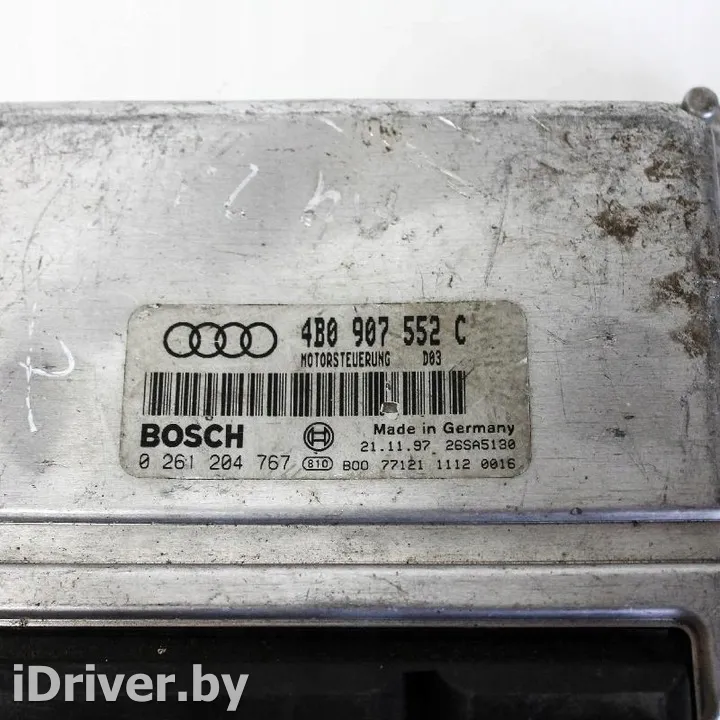 4B0 907 552 C
MOTORSTEUERUNG D03
BOSCH
Made in Germany
21.11.97 26SA5130
0 261 204 767 810 B00 77121 1112 0016
iDriver.by